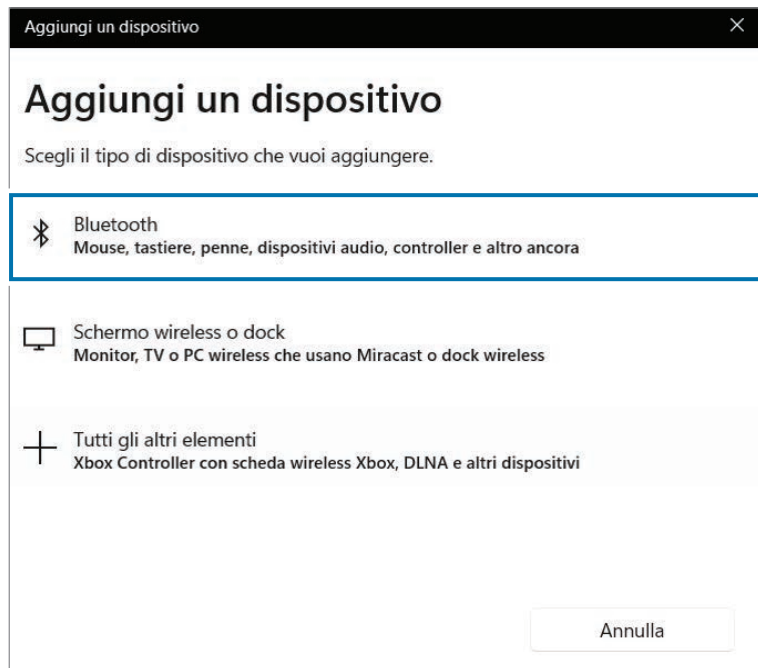 Aggiungi un dispositivo
Aggiungi un dispositivo
Scegli il tipo di dispositivo che vuoi aggiungere.
Bluetooth
Mouse, tastiere, penne, dispositivi audio, controller e altro ancora
Schermo wireless o dock
Monitor, TV o PC wireless che usano Miracast o dock wireless
Tutti gli altri elementi
Xbox Controller con scheda wireless Xbox, DLNA e altri dispositivi
Annulla